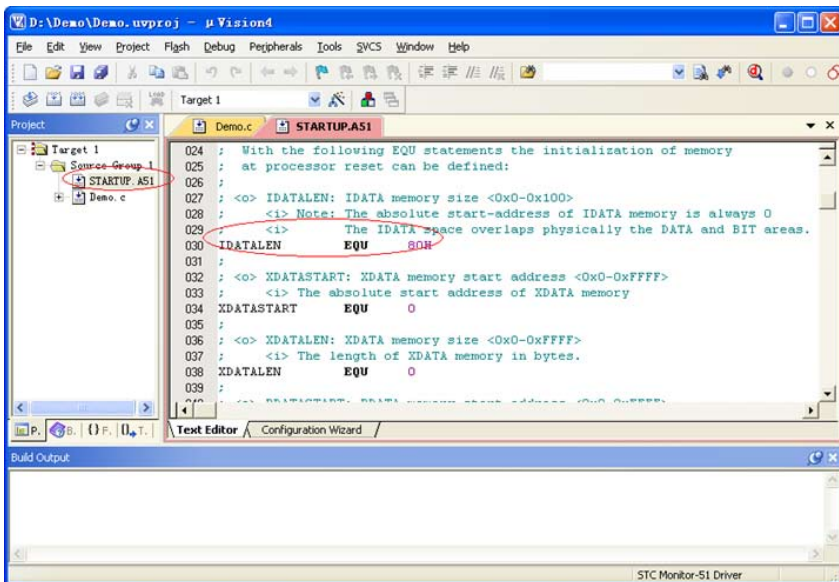 D:\Demo\Demo.uvproj - µVision4
File Edit View Project Flash Debug Peripherals Tools SVCS Window Help
Target 1
Project
Target 1
Source Group 1
STARTUP.A51
Demo.c
P. B. {} F. T.
Demo.c STARTUP.A51
024 ; With the following EQU statements the initialization of memory
025 ; at processor reset can be defined:
026 ;
027 ; <o> IDATALEN: IDATA memory size <0x0-0x100>
028 ; <i> Note: The absolute start-address of IDATA memory is always 0
029 ; <i> The IDATA space overlaps physically the DATA and BIT areas.
030 IDATALEN EQU 80H
031 ;
032 ; <o> XDATASTART: XDATA memory start address <0x0-0xFFFF>
033 ; <i> The absolute start address of XDATA memory
034 XDATASTART EQU 0
035 ;
036 ; <o> XDATALEN: XDATA memory size <0x0-0xFFFF>
037 ; <i> The length of XDATA memory in bytes.
038 XDATALEN EQU 0
039 ;
Text Editor Configuration Wizard
Build Output
STC Monitor-51 Driver